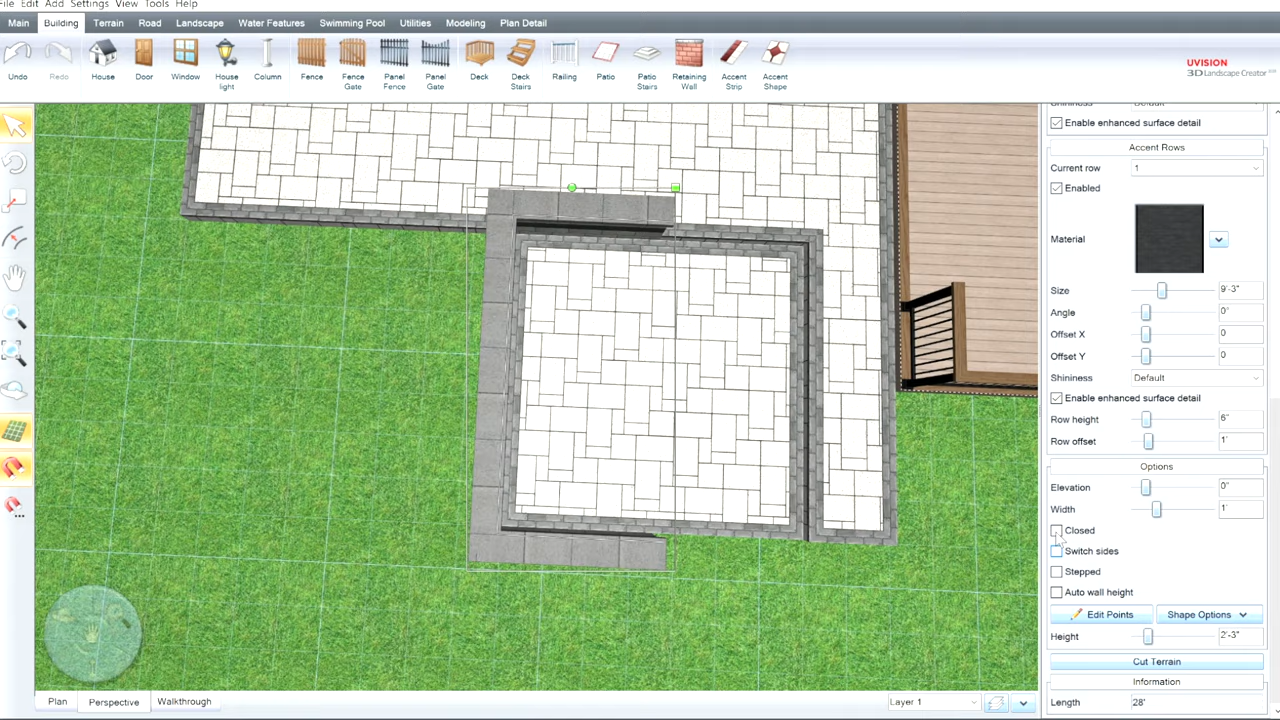 File Edit Add Settings View Tools Help
Main Building Terrain Road Landscape Water Features Swimming Pool Utilities Modeling Plan Detail
Undo Redo House Door Window House light Column Fence Fence Gate Panel Fence Panel Gate Deck Deck Stairs Railing Patio Patio Stairs Retaining Wall Accent Strip Accent Shape
UVISION
3D Landscape Creator
Shininess Default
Enable enhanced surface detail
Accent Rows
Current row 1
Enabled
Material
Size 9'-3"
Angle 0°
Offset X 0
Offset Y 0
Shininess Default
Enable enhanced surface detail
Row height 6"
Row offset 1'
Options
Elevation 0"
Width 1'
Closed
Switch sides
Stepped
Auto wall height
Edit Points Shape Options
Height 2'-3"
Cut Terrain
Information
Length 28'
Plan Perspective Walkthrough Layer 1